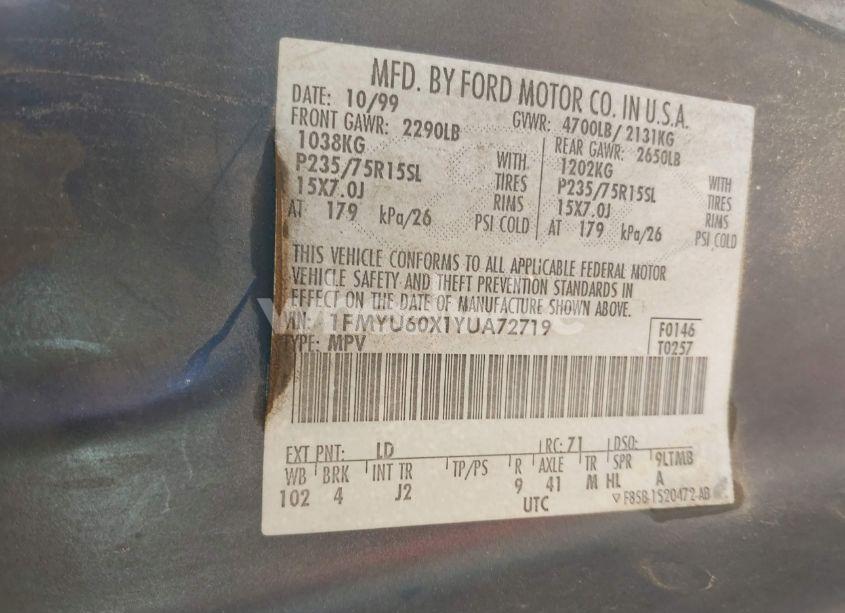 MFD. BY FORD MOTOR CO. IN U.S.A.
DATE: 10/99 GVWR: 4700LB/2131KG
FRONT GAWR: 2290LB REAR GAWR: 2650LB
1038KG WITH 1202KG WITH
P235/75R15SL TIRES P235/75R15SL TIRES
15X7.0J RIMS 15X7.0J RIMS
AT 179 kPa/26 PSI COLD AT 179 kPa/26 PSI COLD
THIS VEHICLE CONFORMS TO ALL APPLICABLE FEDERAL MOTOR
VEHICLE SAFETY AND THEFT PREVENTION STANDARDS IN
EFFECT ON THE DATE OF MANUFACTURE SHOWN ABOVE.
VIN: 1FMYU60X1YUA72719 F0146
TYPE: MPV T0257
EXT PNT: LD RC: 71 DSO:
WB BRK INT TR TP/PS R AXLE TR SPR 9LTMB
102 4 J2 9 41 M HL A
UTC ▽ F85B-1520472-AB